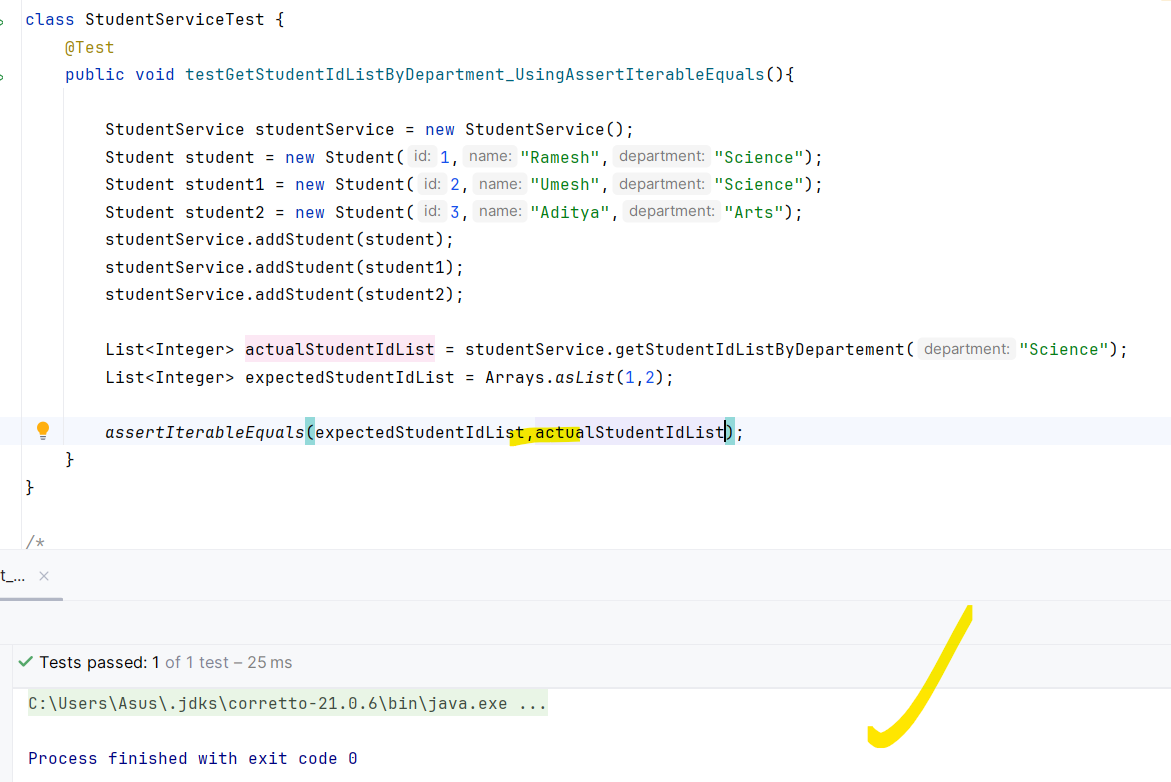 class StudentServiceTest {
@Test
public void testGetStudentIdListByDepartment_UsingAssertIterableEquals(){
StudentService studentService = new StudentService();
Student student = new Student( id: 1, name: "Ramesh", department: "Science");
Student student1 = new Student( id: 2, name: "Umesh", department: "Science");
Student student2 = new Student( id: 3, name: "Aditya", department: "Arts");
studentService.addStudent(student);
studentService.addStudent(student1);
studentService.addStudent(student2);
List<Integer> actualStudentIdList = studentService.getStudentIdListByDepartement( department: "Science");
List<Integer> expectedStudentIdList = Arrays.asList(1,2);
assertIterableEquals(expectedStudentIdList,actualStudentIdList);
}
}
/*
t_... ×
Tests passed: 1 of 1 test – 25 ms
C:\Users\Asus\.jdks\corretto-21.0.6\bin\java.exe ...
Process finished with exit code 0